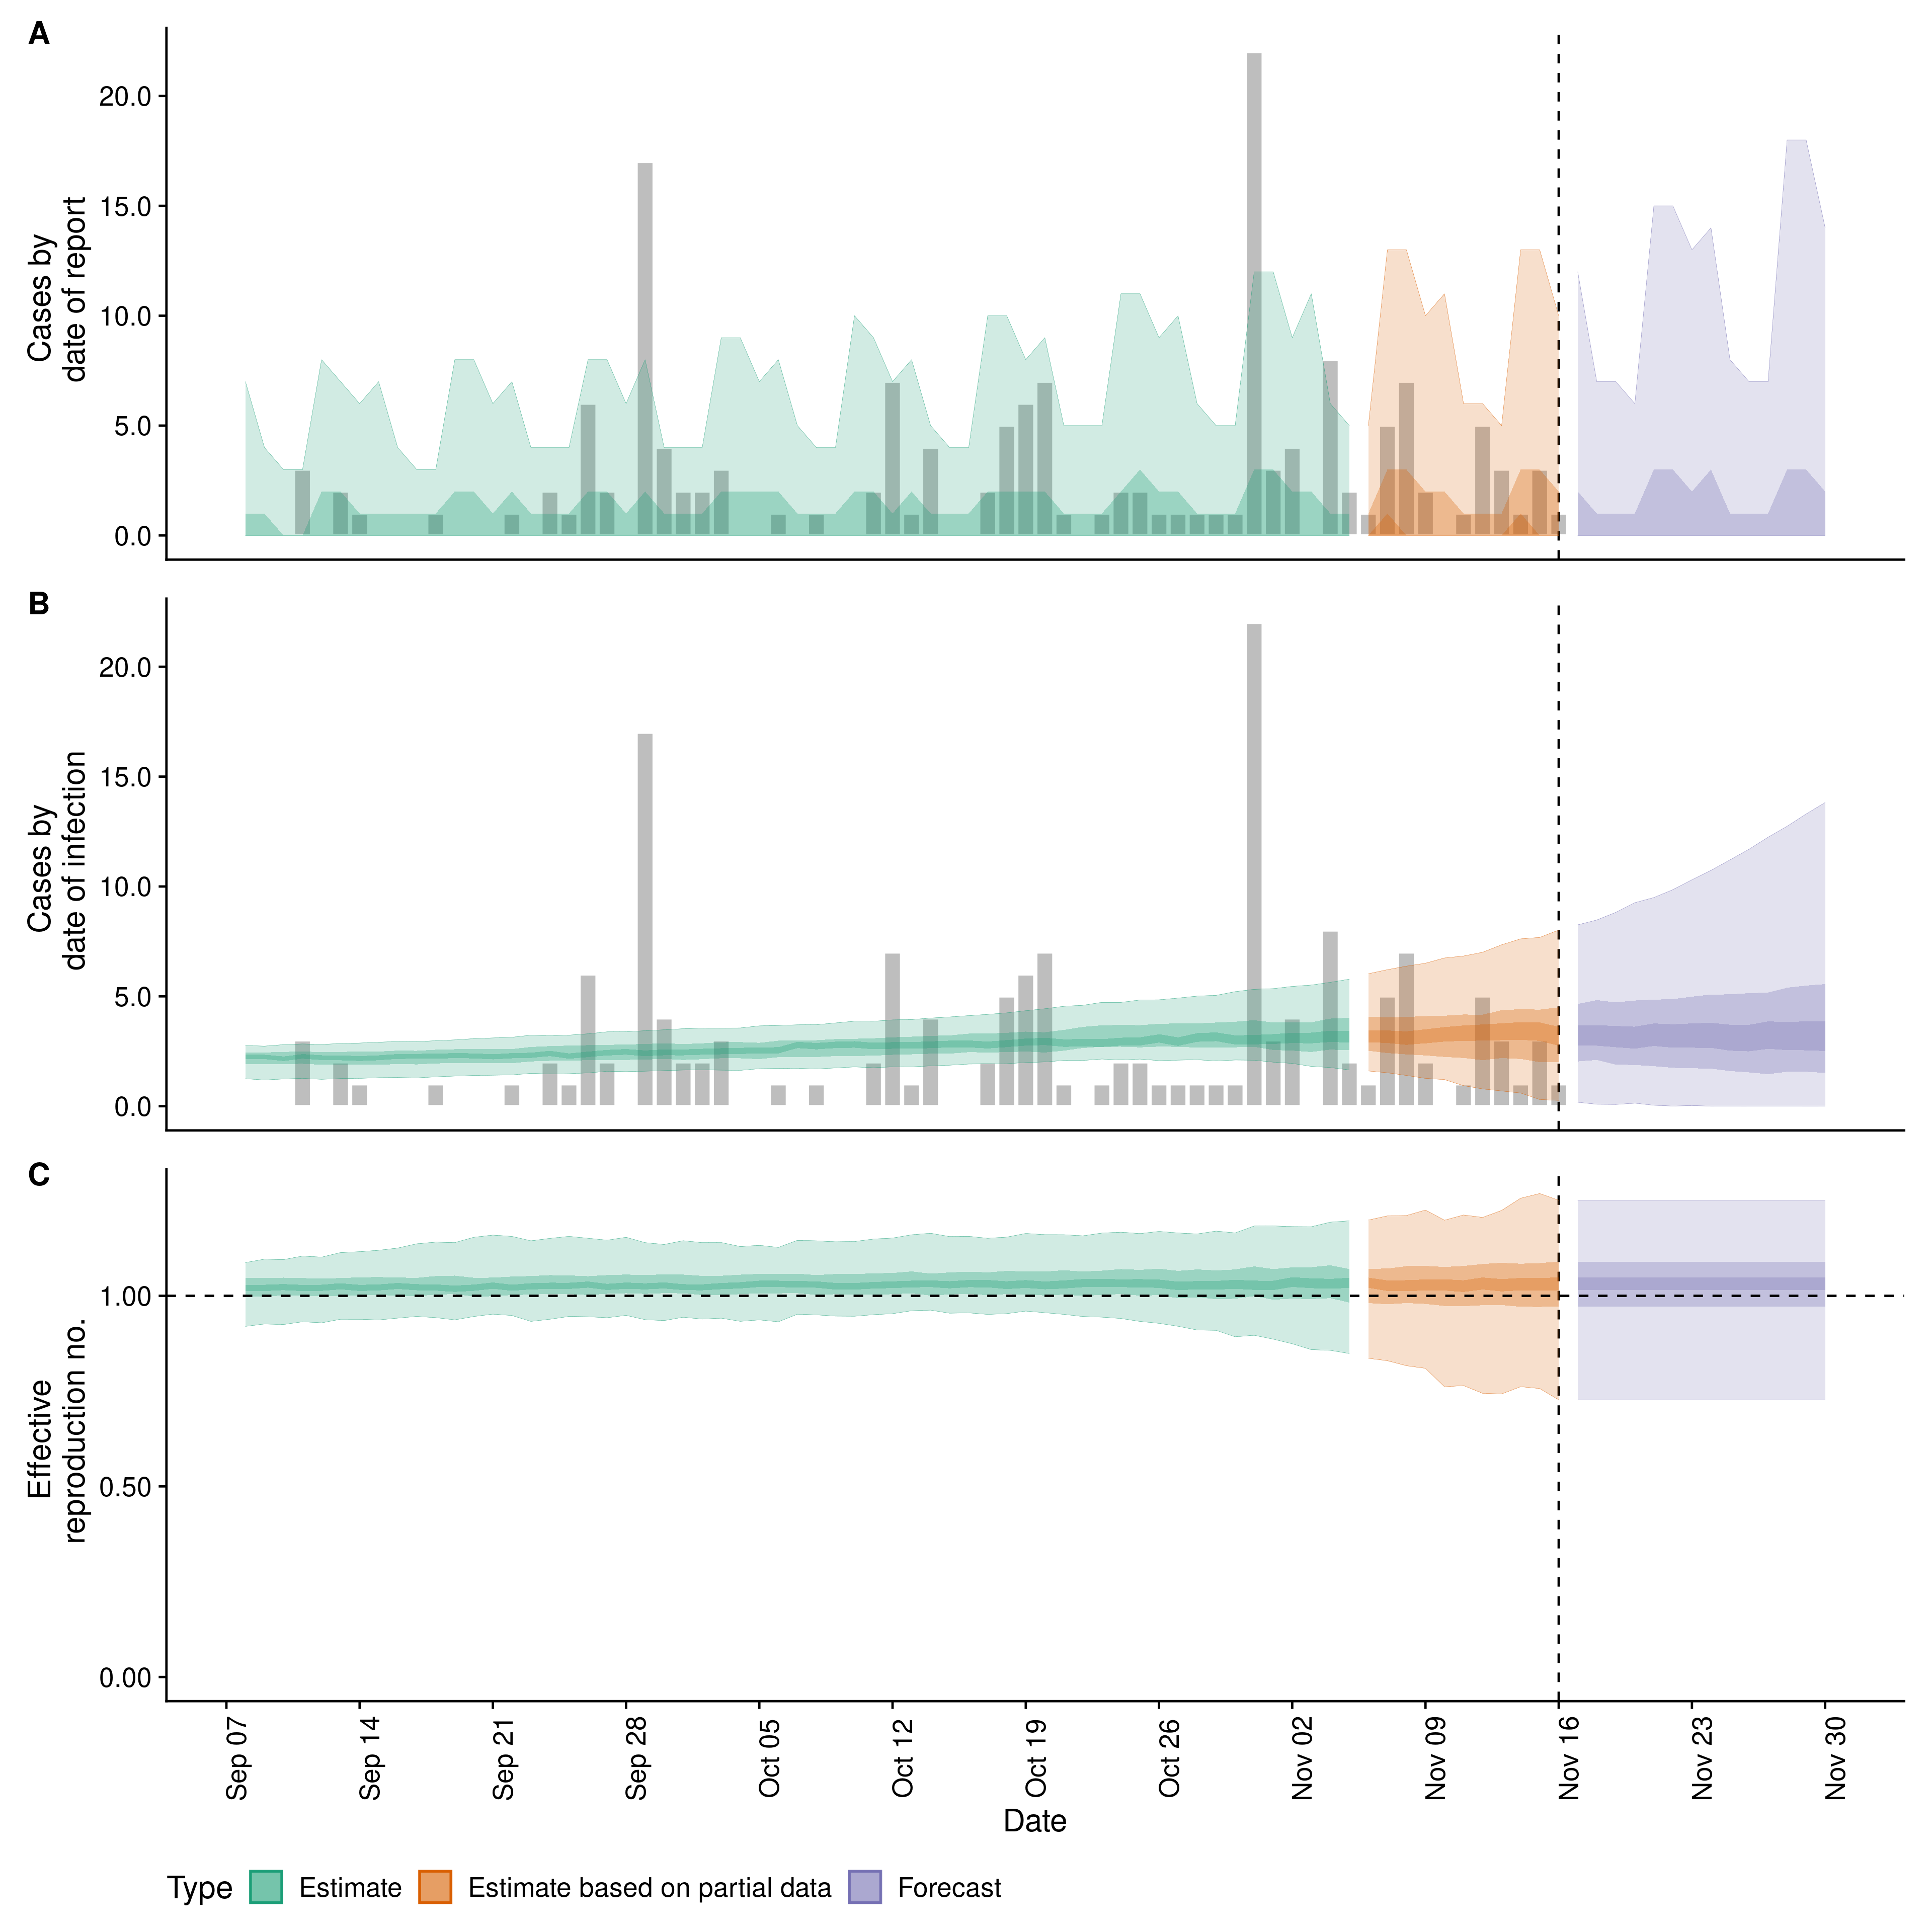 A
Cases by
date of report
20.0
15.0
10.0
5.0
0.0
B
Cases by
date of infection
20.0
15.0
10.0
5.0
0.0
C
Effective
reproduction no.
1.00
0.50
0.00
Sep 07
Sep 14
Sep 21
Sep 28
Oct 05
Oct 12
Oct 19
Oct 26
Nov 02
Nov 09
Nov 16
Nov 23
Nov 30
Date
Type
Estimate
Estimate based on partial data
Forecast